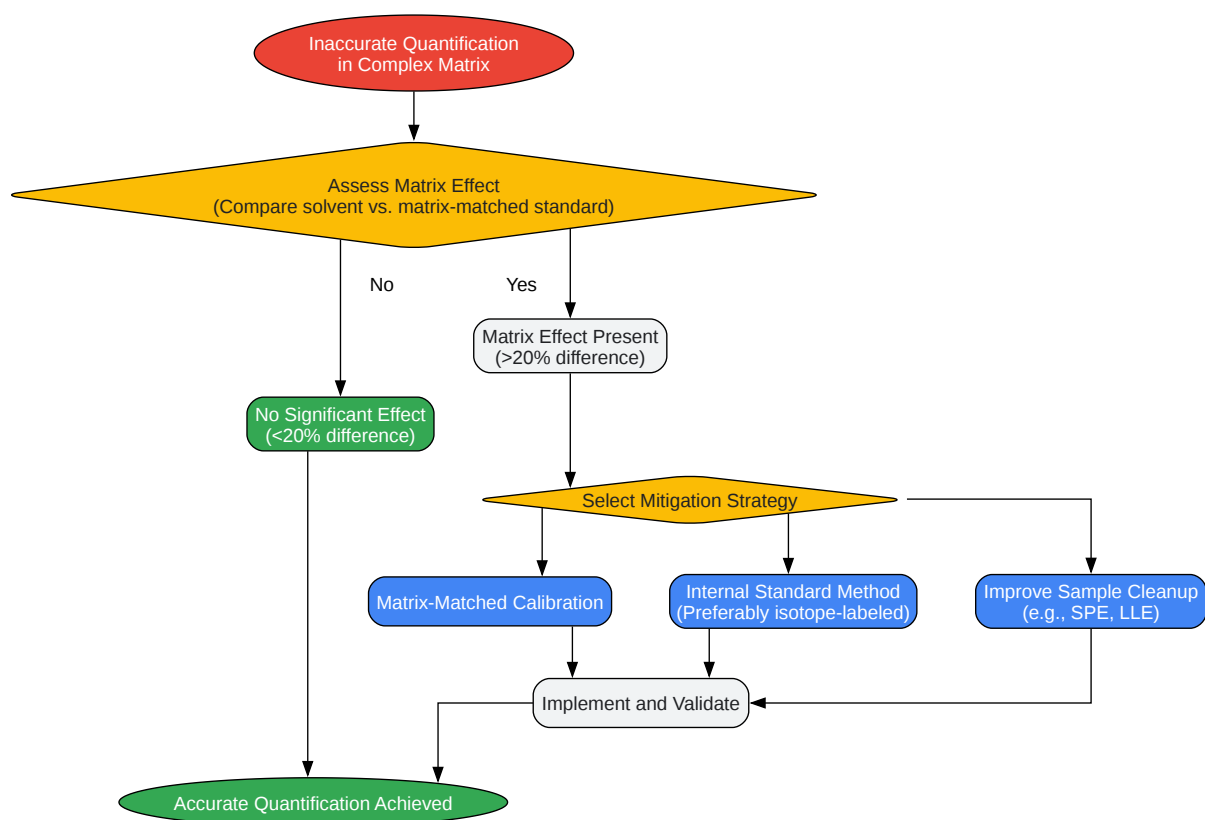 Inaccurate Quantification
in Complex Matrix
Assess Matrix Effect
(Compare solvent vs. matrix-matched standard)
No
Yes
Matrix Effect Present
(>20% difference)
No Significant Effect
(<20% difference)
Select Mitigation Strategy
Matrix-Matched Calibration
Internal Standard Method
(Preferably isotope-labeled)
Improve Sample Cleanup
(e.g., SPE, LLE)
Implement and Validate
Accurate Quantification Achieved